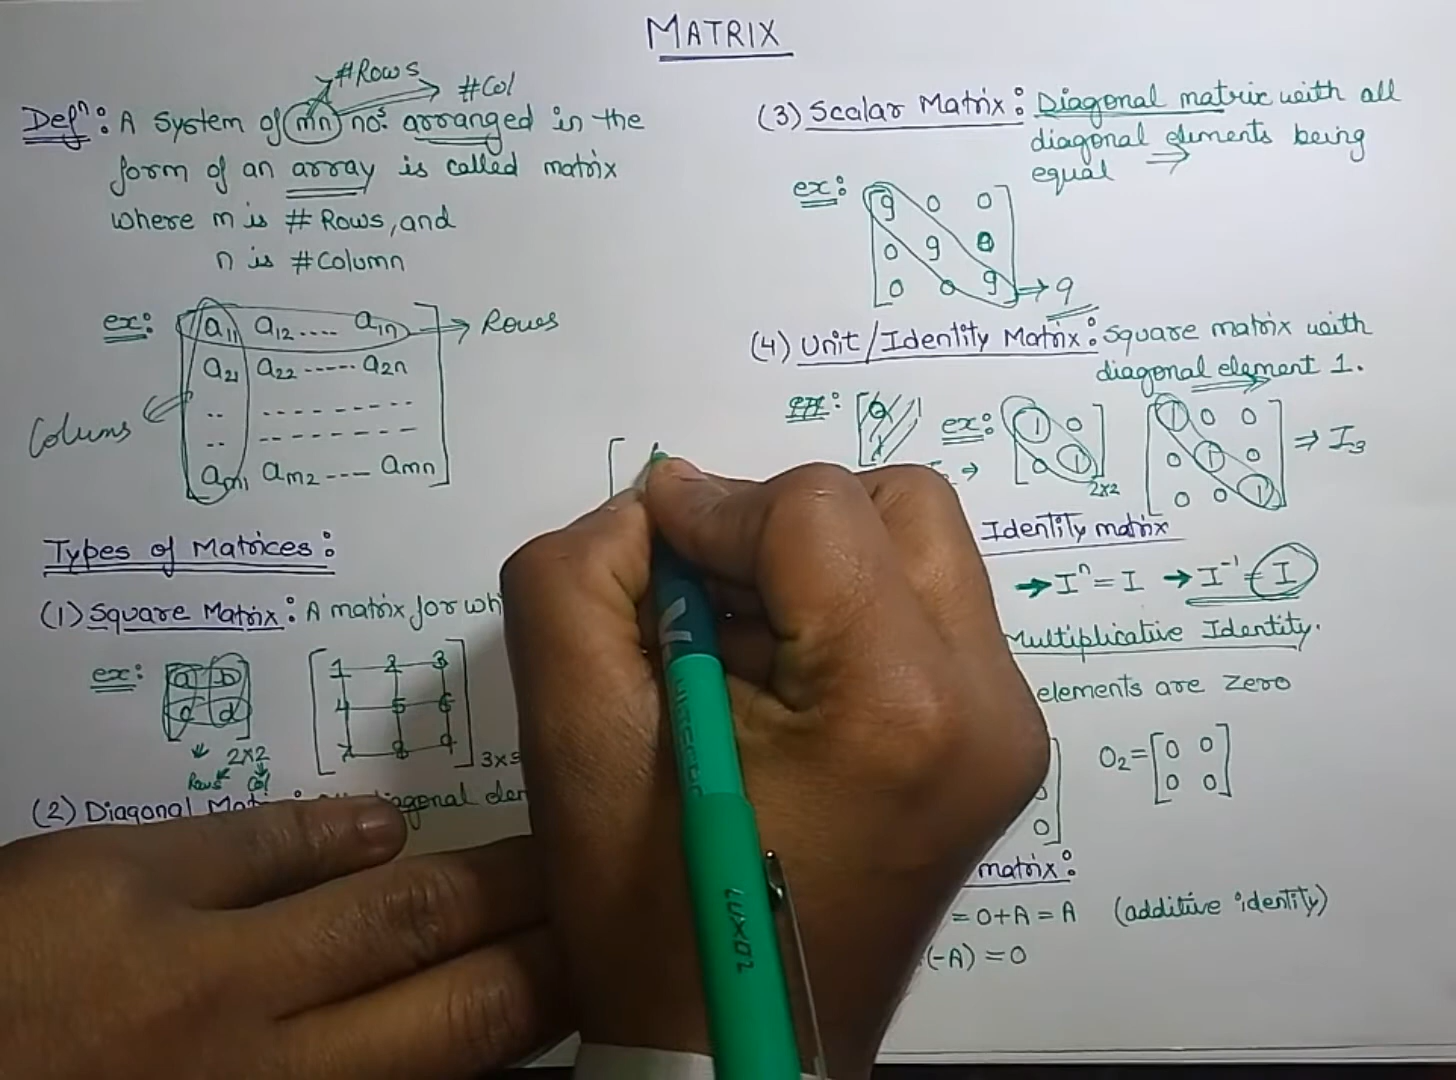 MATRIX
#Rows
#Col
Defⁿ: A system of mn no.s arranged in the
form of an array is called matrix
where m is # Rows, and
n is #Column
ex: a₁₁ a₁₂ .... a₁ₙ → Rows
a₂₁ a₂₂ ----- a₂ₙ
.. ---------
.. ---------
aₘ₁ aₘ₂ ---- aₘₙ
Colums
Types of Matrices:
(1) Square Matrix: A matrix for wh
ex: a b
c d
2x2
Rows Col
1 2 3
4 5 6
7 8 9
3x
(2) Diagonal Mat diagonal
(3) Scalar Matrix: Diagonal matrix with all
diagonal elements being
equal ⇒
ex: 9 0 0
0 9 0
0 0 9 → 9
(4) Unit/Identity Matrix: Square matrix with
diagonal element 1.
ex: [1 0
0 1] 2x2
[1 0 0
0 1 0
0 0 1] ⇒ I₃
Identity matrix
→ Iⁿ = I → I⁻¹ = I
Multiplicative Identity.
elements are zero
O₂ = [0 0
0 0]
0
matrix:
= 0+A = A (additive identity)
(-A) = 0
LUXOR